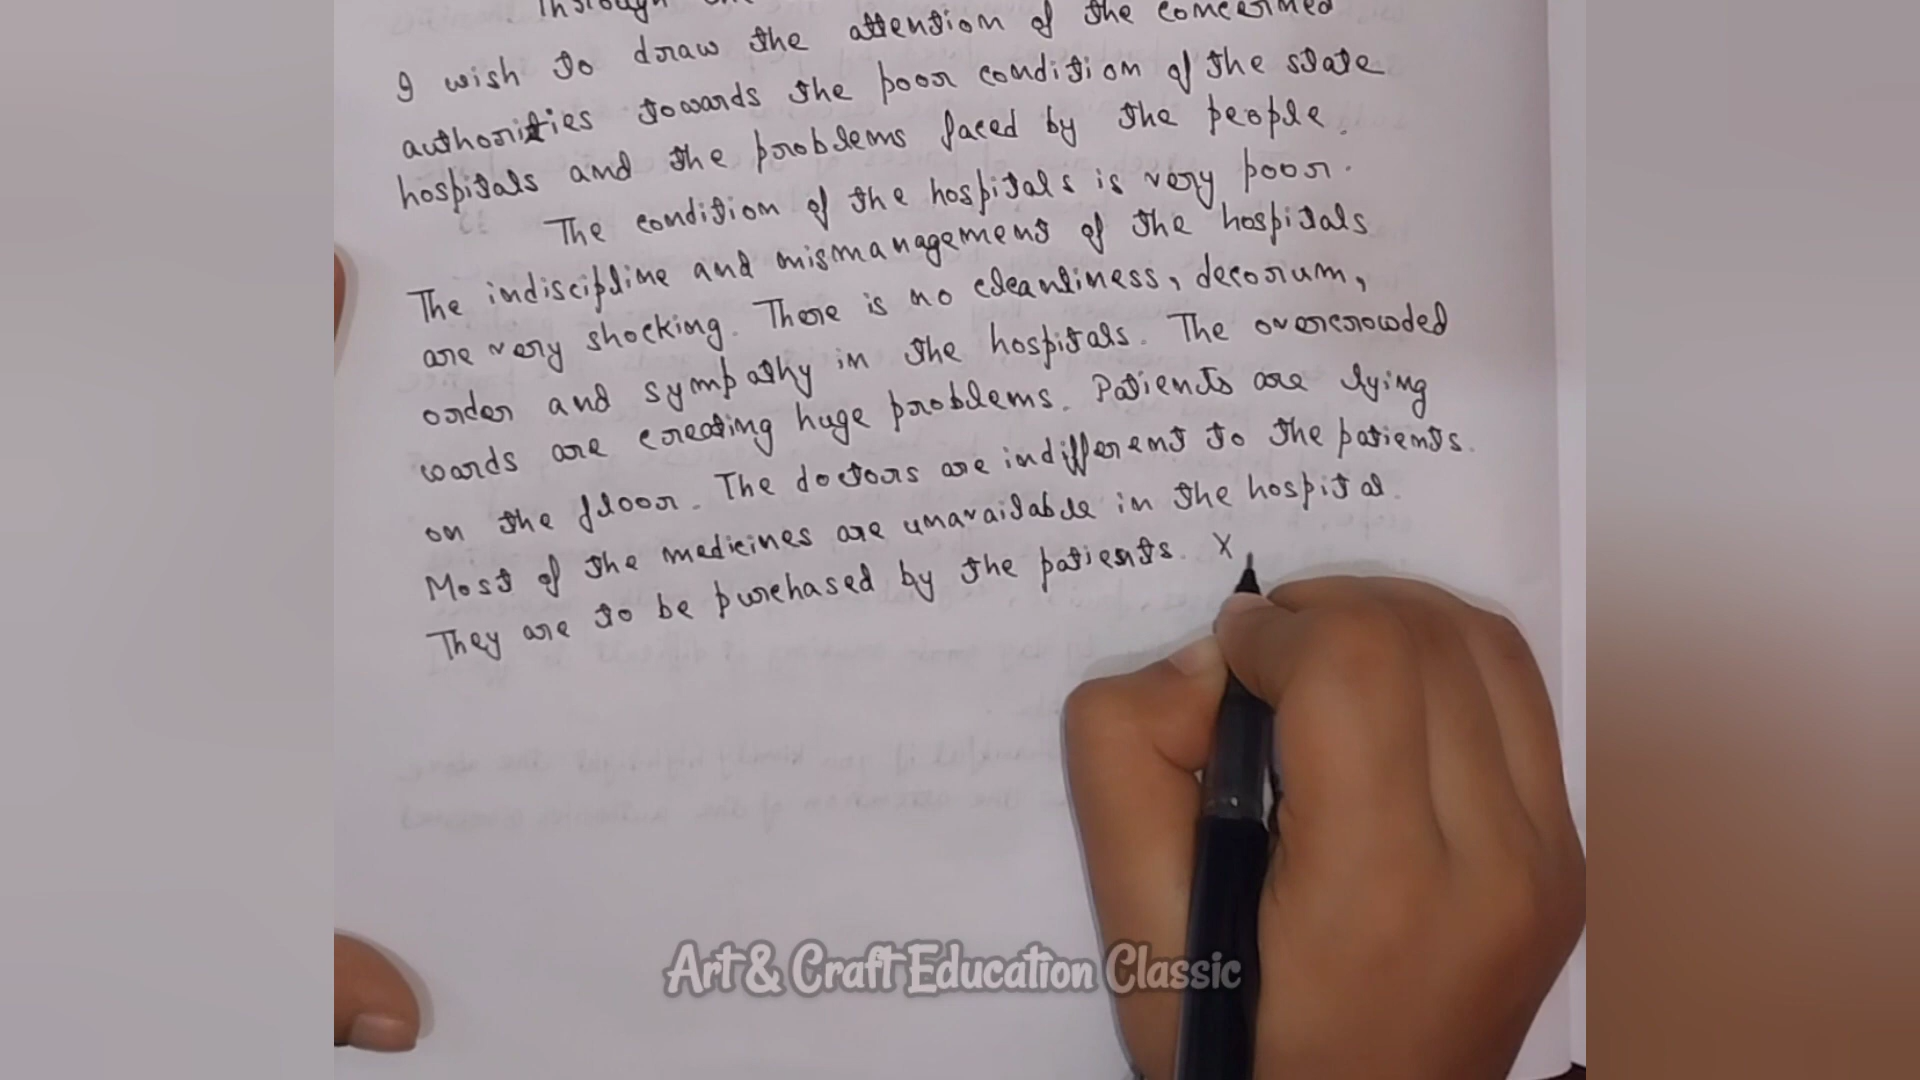 Through
I wish to draw the attention of the concerned
authorities towards the poor condition of the state
hospitals and the problems faced by the people.
The condition of the hospitals is very poor.
The indiscipline and mismanagement of the hospitals
are very shocking. There is no cleanliness, decorum,
order and sympathy in the hospitals. The overcrowded
wards are creating huge problems. Patients are lying
on the floor. The doctors are indifferent to the patients.
Most of the medicines are unavailable in the hospital.
They are to be purchased by the patients. X
Art & Craft Education Classic